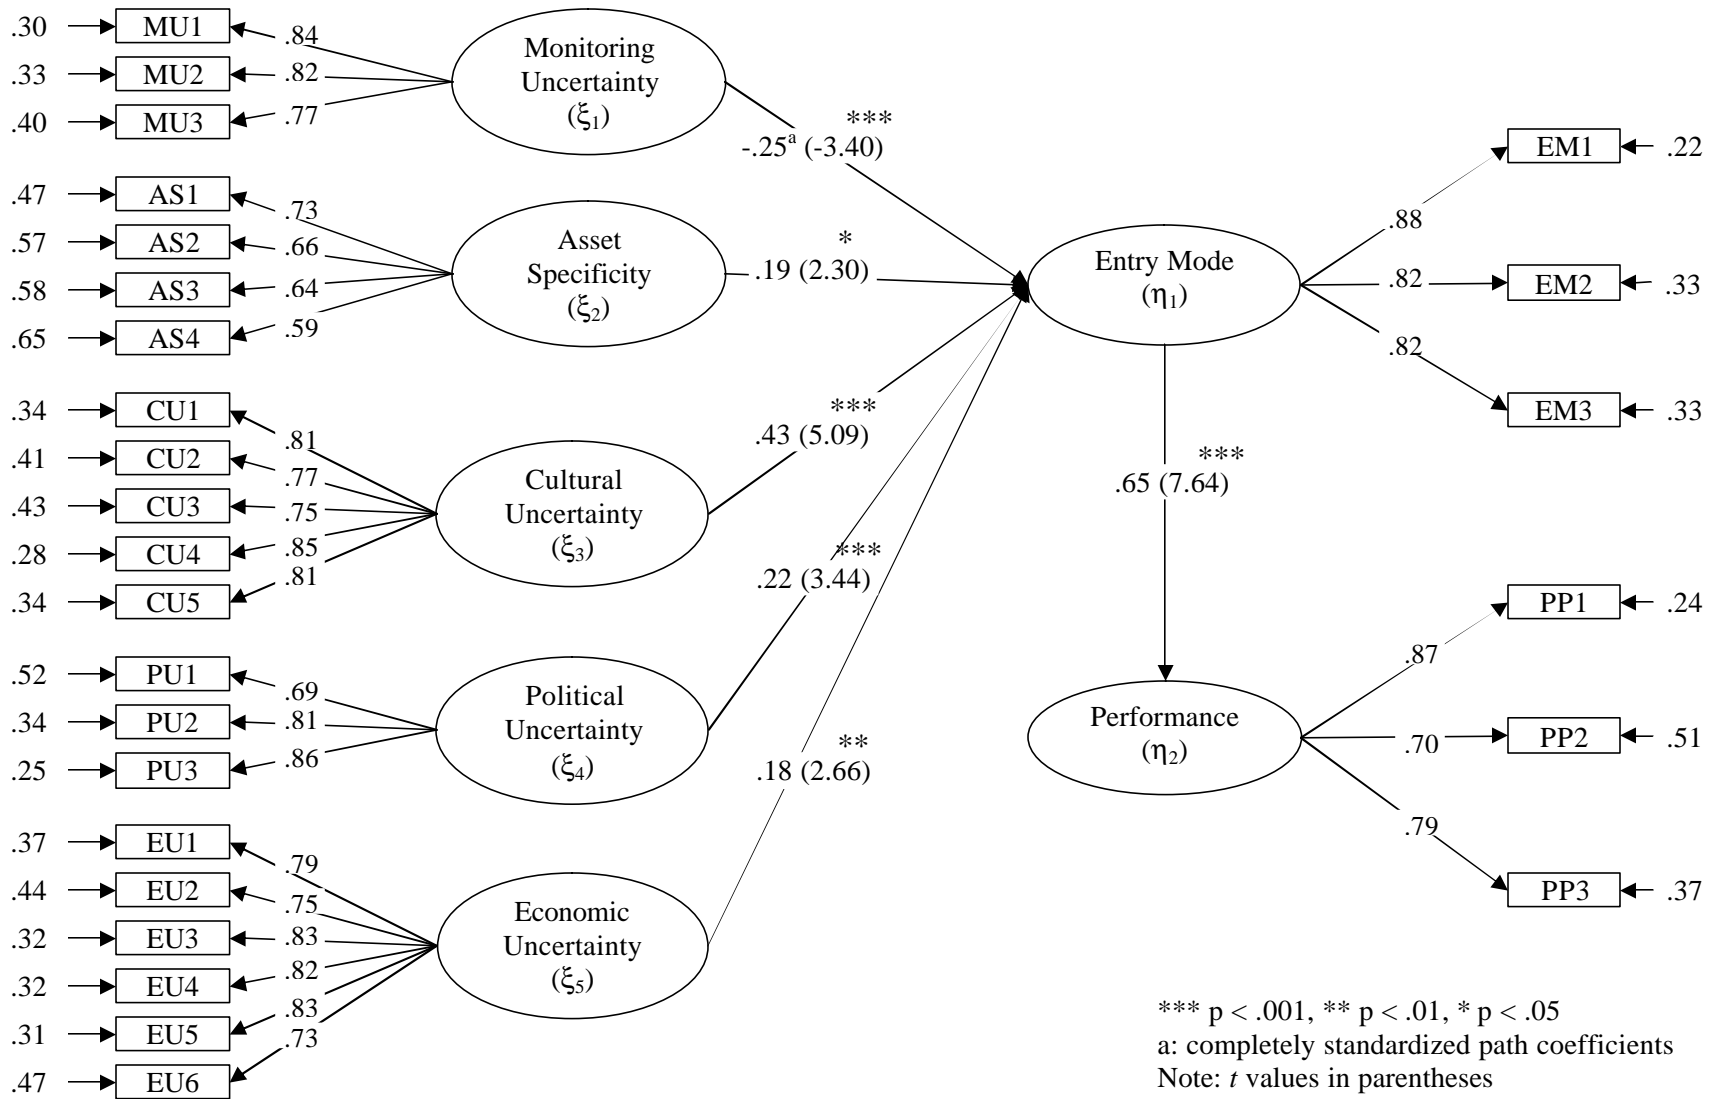 .30 MU1 .84
.33 MU2 .82
.40 MU3 .77
Monitoring
Uncertainty
(ξ1)
***
-.25a (-3.40)
.47 AS1 .73
.57 AS2 .66
.58 AS3 .64
.65 AS4 .59
Asset
Specificity
(ξ2)
*
.19 (2.30)
.34 CU1 .81
.41 CU2 .77
.43 CU3 .75
.28 CU4 .85
.34 CU5 .81
Cultural
Uncertainty
(ξ3)
***
.43 (5.09)
.52 PU1 .69
.34 PU2 .81
.25 PU3 .86
Political
Uncertainty
(ξ4)
***
.22 (3.44)
.37 EU1 .79
.44 EU2 .75
.32 EU3 .83
.32 EU4 .82
.31 EU5 .83
.47 EU6 .73
Economic
Uncertainty
(ξ5)
**
.18 (2.66)
Entry Mode
(η1)
.88 EM1 .22
.82 EM2 .33
.82 EM3 .33
***
.65 (7.64)
Performance
(η2)
.87 PP1 .24
.70 PP2 .51
.79 PP3 .37
*** p < .001, ** p < .01, * p < .05
a: completely standardized path coefficients
Note: t values in parentheses